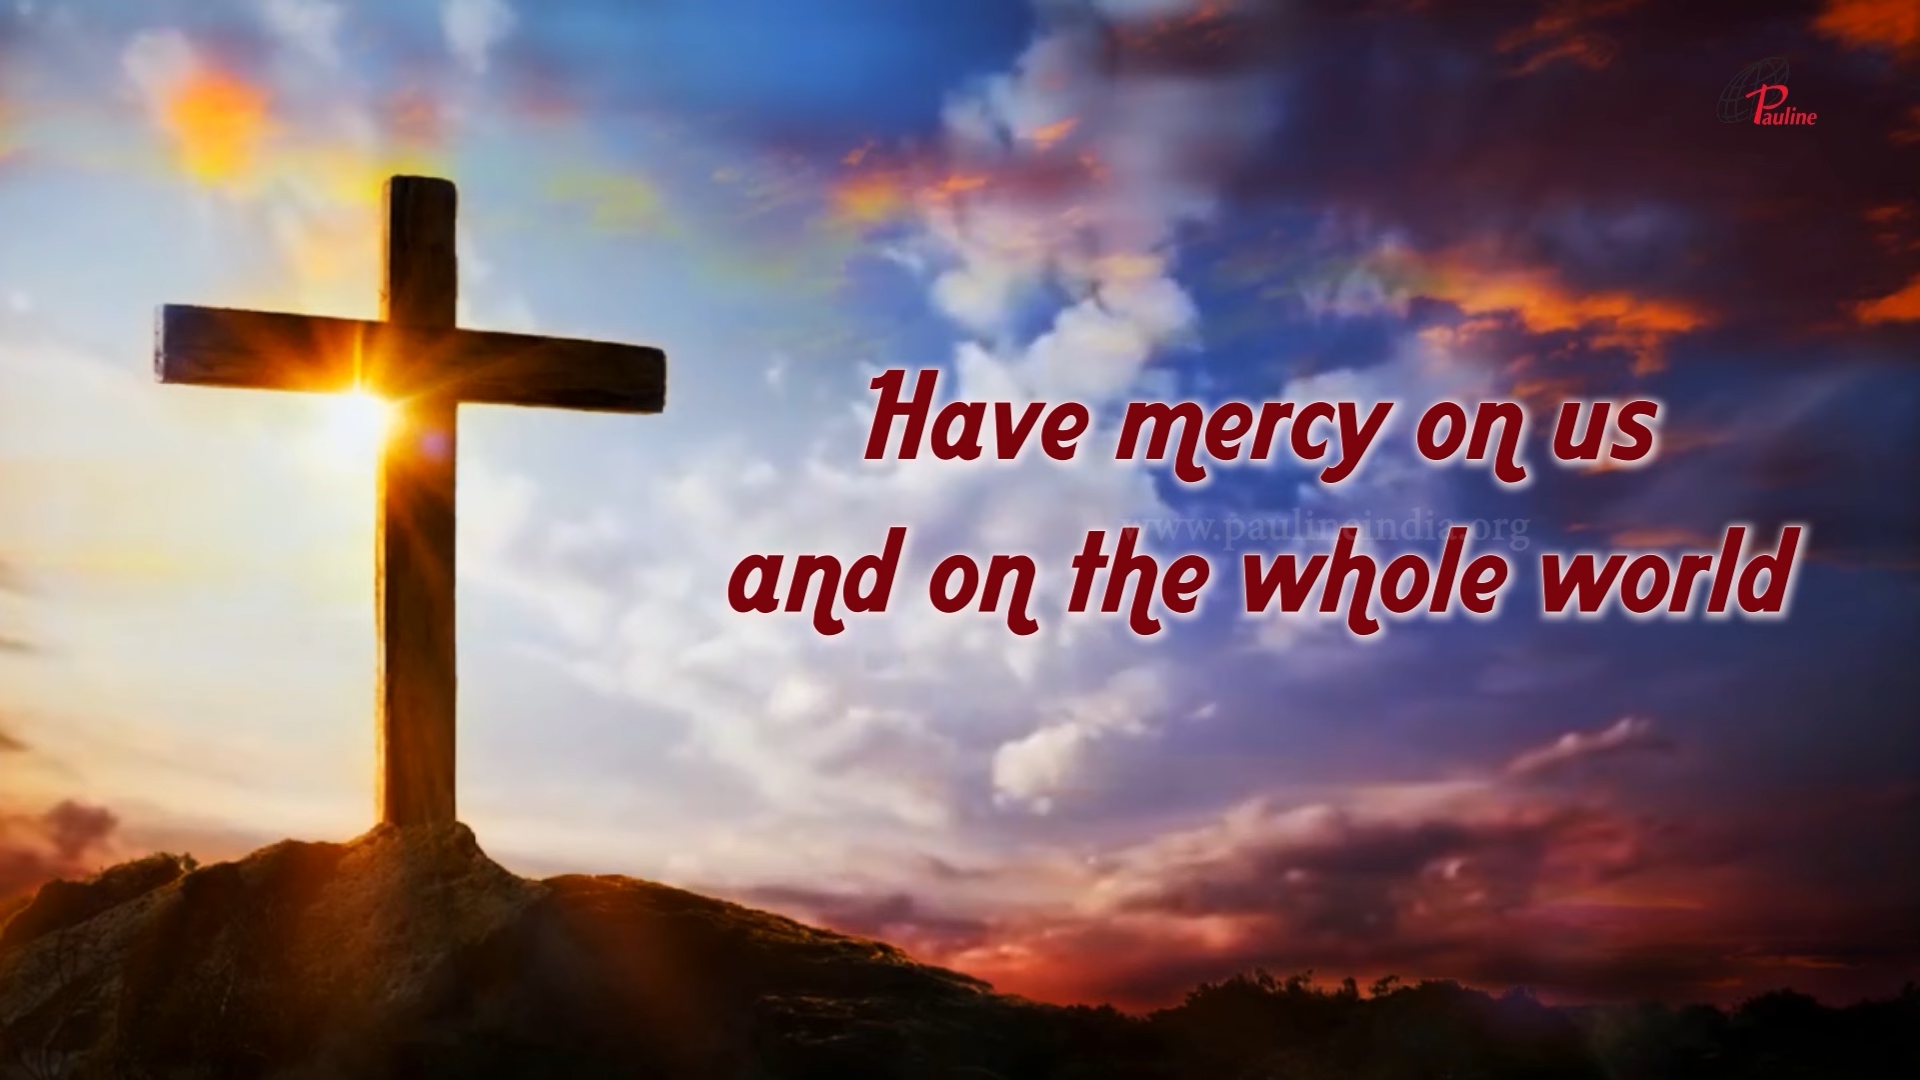 Pauline
Have mercy on us
www.paulineindia.org
and on the whole world